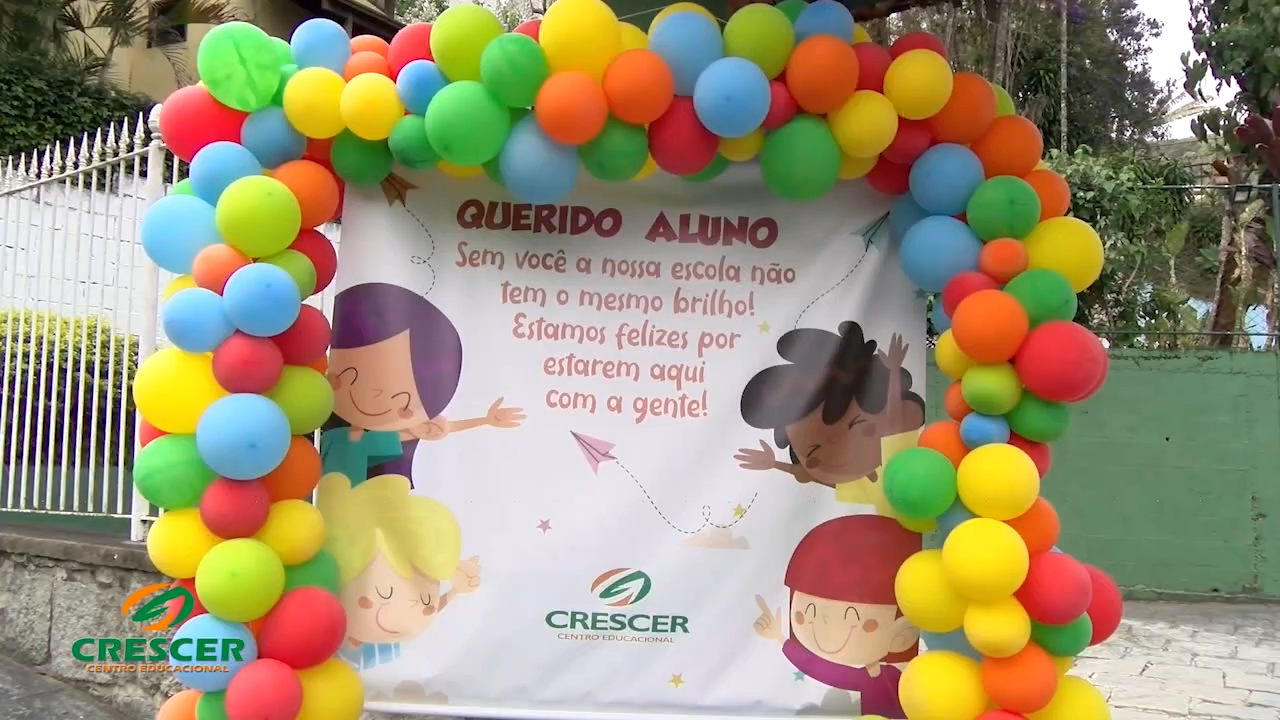 QUERIDO ALUNO
Sem você a nossa escola não
tem o mesmo brilho!
Estamos felizes por
estarem aqui
com a gente!
CRESCER
CENTRO EDUCACIONAL
CRESCER
CENTRO EDUCACIONAL